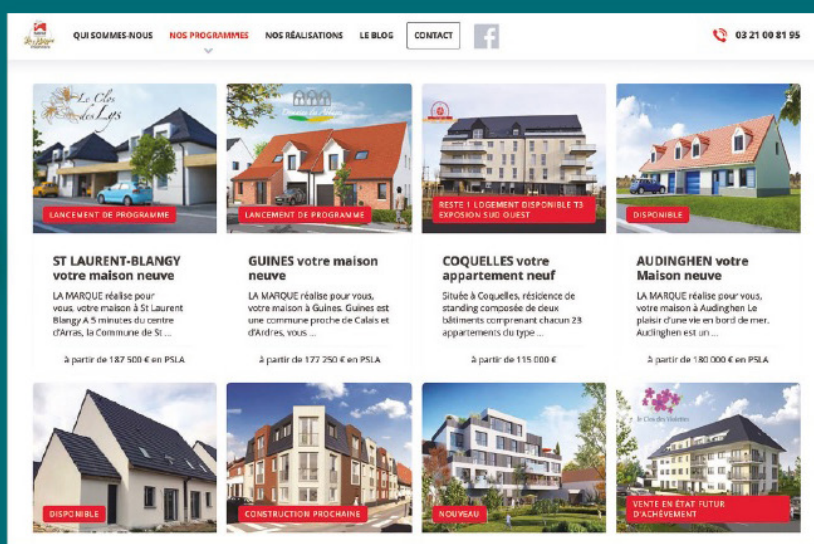 QUI SOMMES-NOUS NOS PROGRAMMES NOS RÉALISATIONS LE BLOG CONTACT f 03 21 00 81 95
Le Clos
des Lys
LANCEMENT DE PROGRAMME
LANCEMENT DE PROGRAMME
RESTE 1 LOGEMENT DISPONIBLE T3
EXPOSION SUD OUEST
DISPONIBLE
ST LAURENT-BLANGY
votre maison neuve
LA MARQUE réalise pour
vous, votre maison à St Laurent
Blangy A 5 minutes du centre
d'Arras, la Commune de St ...
à partir de 187 500 € en PSLA
GUINES votre maison
neuve
LA MARQUE réalise pour vous,
votre maison à Guines. Guines est
une commune proche de Calais et
d'Ardres, vous ...
à partir de 177 250 € en PSLA
COQUELLES votre
appartement neuf
Située à Coquelles, résidence de
standing composée de deux
bâtiments comprenant chacun 23
appartements du type ...
à partir de 115 000 €
AUDINGHEN votre
Maison neuve
LA MARQUE réalise pour vous,
votre maison à Audinghen Le
plaisir d'une vie en bord de mer.
Audinghen est un ...
à partir de 180 000 € en PSLA
DISPONIBLE
CONSTRUCTION PROCHAINE
NOUVEAU
le Clos des Violettes
VENTE EN ÉTAT FUTUR
D'ACHÈVEMENT